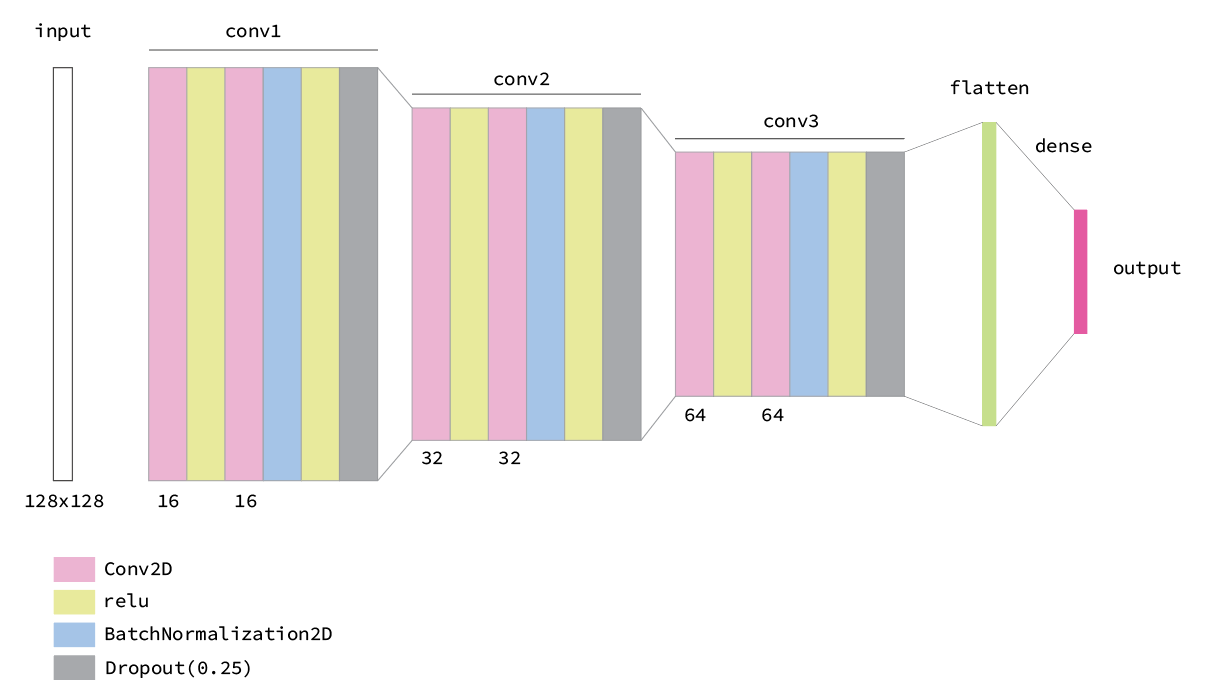 input
conv1
conv2
conv3
flatten
dense
output
128x128
16
16
32
32
64
64
Conv2D
relu
BatchNormalization2D
Dropout(0.25)